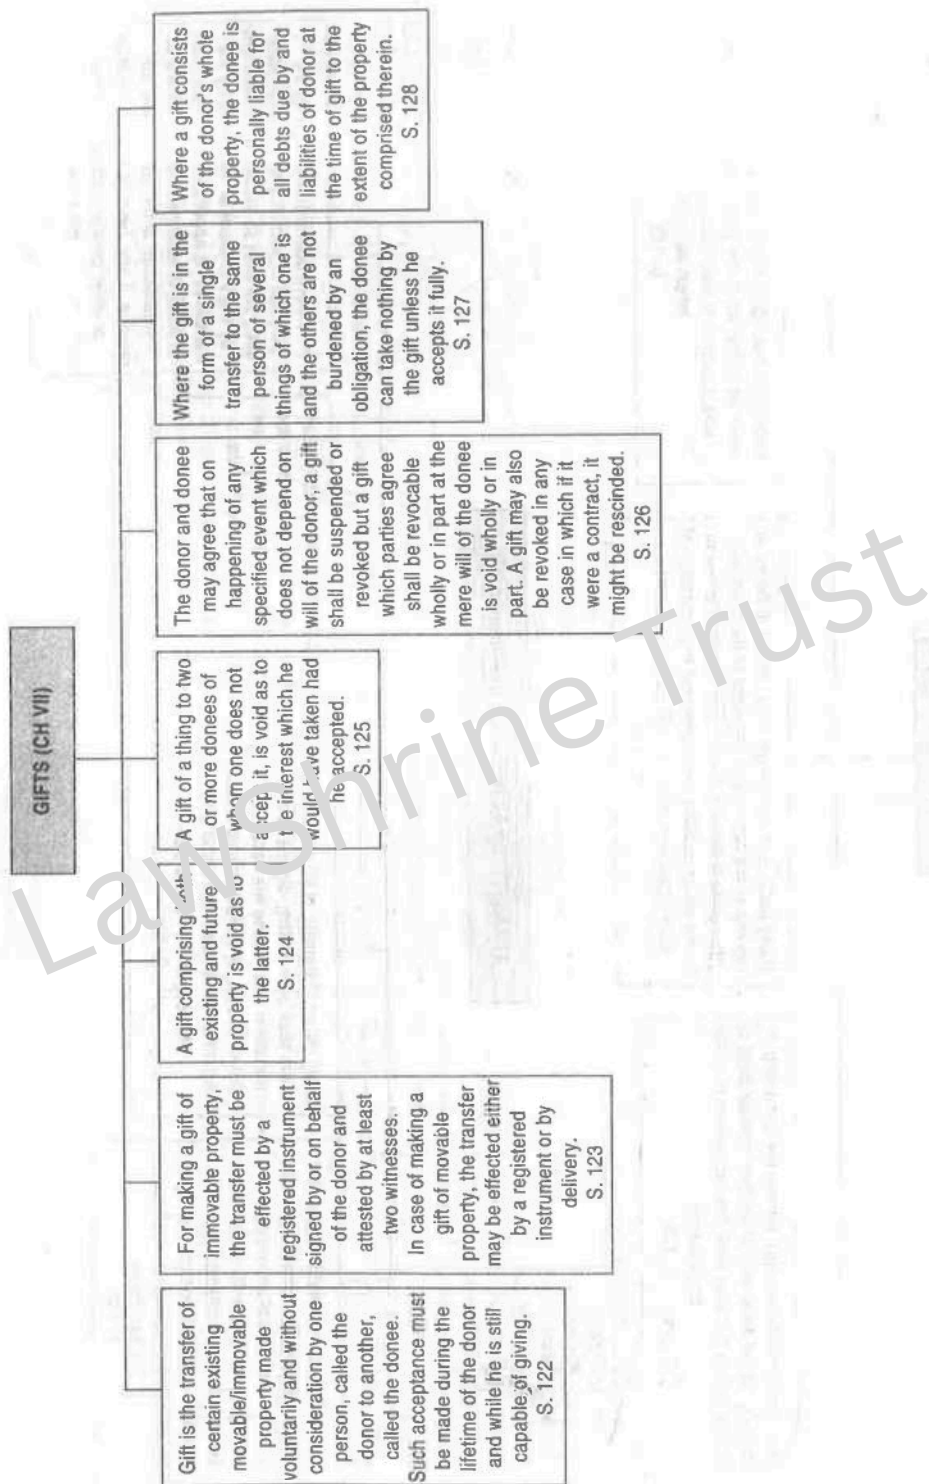 GIFTS (CH VII)
Gift is the transfer of
certain existing
movable/immovable
property made
voluntarily and without
consideration by one
person, called the
donor to another,
called the donee.
Such acceptance must
be made during the
lifetime of the donor
and while he is still
capable of giving.
S. 122
For making a gift of
immovable property,
the transfer must be
effected by a
registered instrument
signed by or on behalf
of the donor and
attested by at least
two witnesses.
In case of making a
gift of movable
property, the transfer
may be effected either
by a registered
instrument or by
delivery.
S. 123
A gift comprising both
existing and future
property is void as to
the latter.
S. 124
A gift of a thing to two
or more donees of
whom one does not
accept it, is void as to
the interest which he
would have taken had
he accepted.
S. 125
The donor and donee
may agree that on
happening of any
specified event which
does not depend on
will of the donor, a gift
shall be suspended or
revoked but a gift
which parties agree
shall be revocable
wholly or in part at the
mere will of the donee
is void wholly or in
part. A gift may also
be revoked in any
case in which if it
were a contract, it
might be rescinded.
S. 126
Where the gift is in the
form of a single
transfer to the same
person of several
things of which one is
and the others are not
burdened by an
obligation, the donee
can take nothing by
the gift unless he
accepts it fully.
S. 127
Where a gift consists
of the donor's whole
property, the donee is
personally liable for
all debts due by and
liabilities of donor at
the time of gift to the
extent of the property
comprised therein.
S. 128
LawShrine Trust